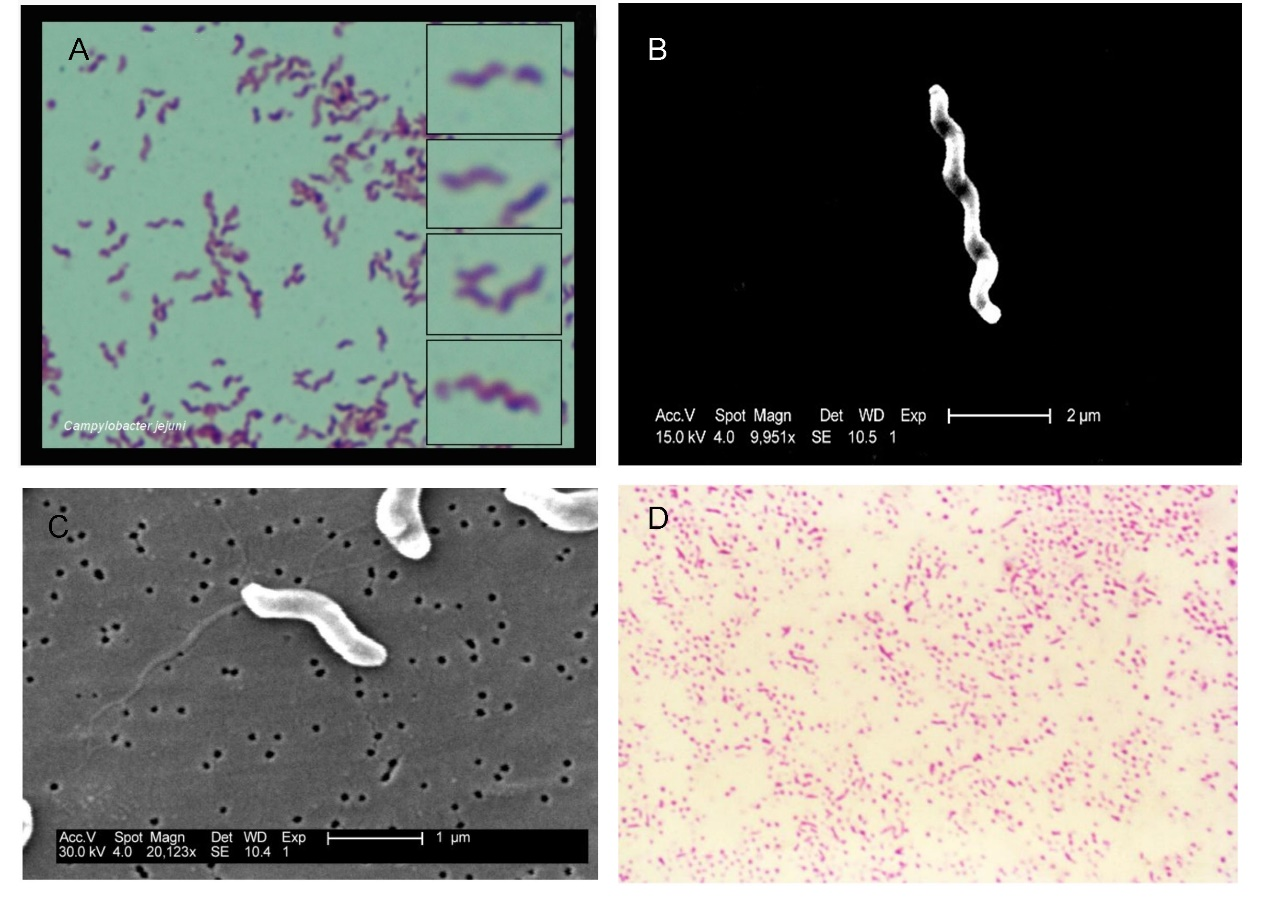 A
Campylobacter jejuni
B
Acc.V Spot Magn Det WD Exp
15.0 kV 4.0 9,951x SE 10.5 1
2 µm
C
Acc.V Spot Magn Det WD Exp
30.0 kV 4.0 20,123x SE 10.4 1
1 µm
D